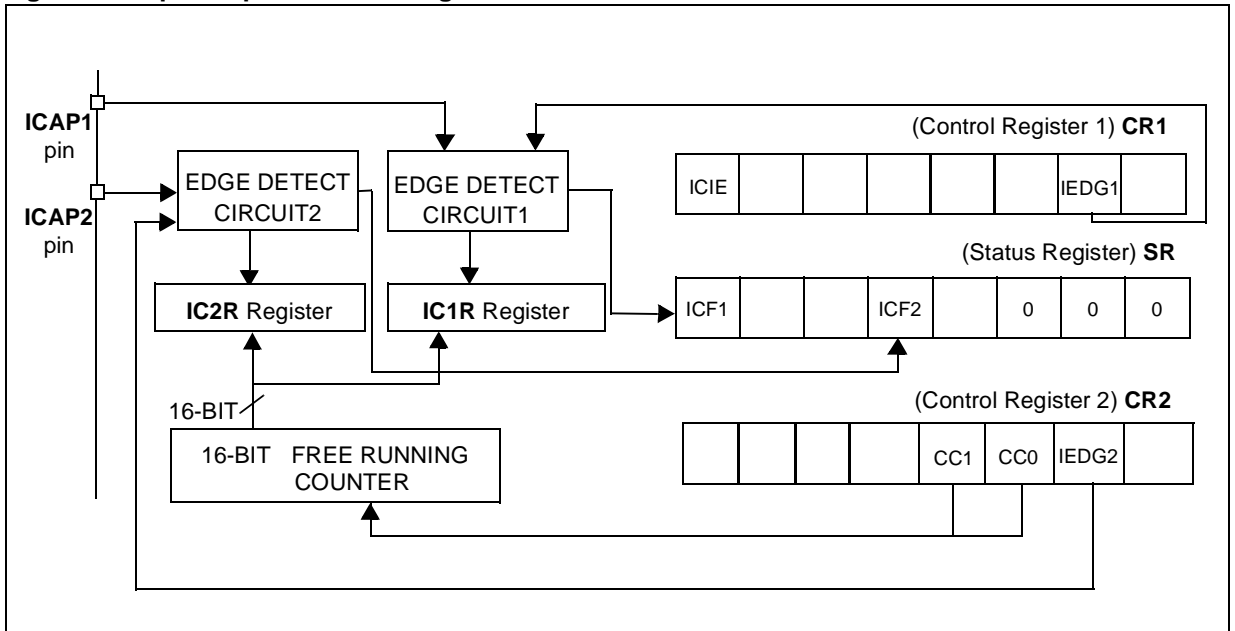 ICAP1
pin
ICAP2
pin
EDGE DETECT
CIRCUIT2
EDGE DETECT
CIRCUIT1
IC2R Register
IC1R Register
16-BIT
16-BIT FREE RUNNING
COUNTER
(Control Register 1) CR1
ICIE IEDG1
(Status Register) SR
ICF1 ICF2 0 0 0
(Control Register 2) CR2
CC1 CC0 IEDG2